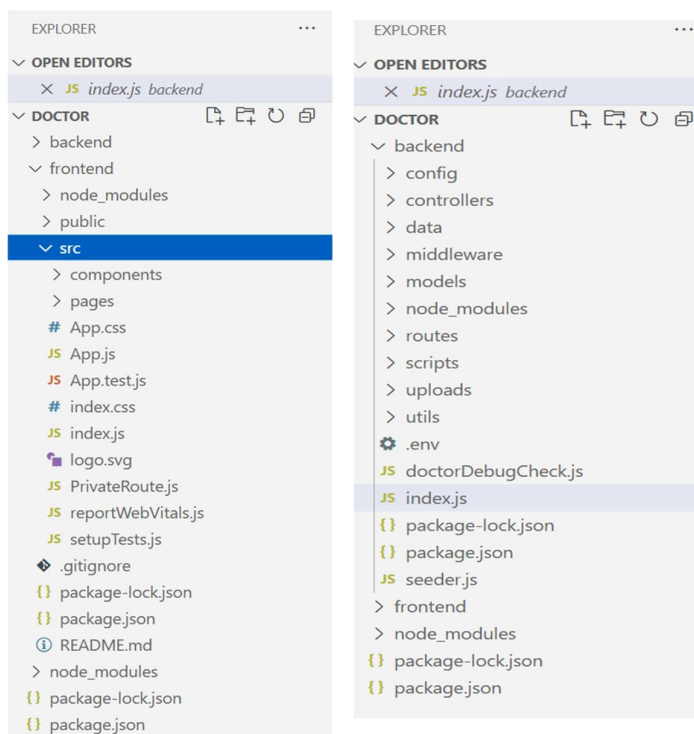 EXPLORER ...
OPEN EDITORS
JS index.js backend
DOCTOR
backend
frontend
node_modules
public
src
components
pages
# App.css
JS App.js
JS App.test.js
# index.css
JS index.js
logo.svg
JS PrivateRoute.js
JS reportWebVitals.js
JS setupTests.js
.gitignore
{} package-lock.json
{} package.json
README.md
node_modules
{} package-lock.json
{} package.json
EXPLORER ...
OPEN EDITORS
JS index.js backend
DOCTOR
backend
config
controllers
data
middleware
models
node_modules
routes
scripts
uploads
utils
.env
JS doctorDebugCheck.js
JS index.js
{} package-lock.json
{} package.json
JS seeder.js
frontend
node_modules
{} package-lock.json
{} package.json